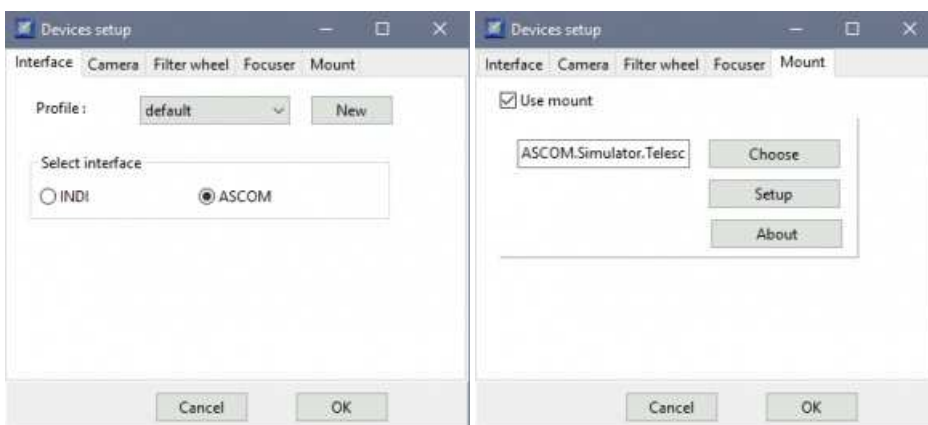 Devices setup
Interface Camera Filter wheel Focuser Mount
Profile : default New
Select interface
INDI ASCOM
Cancel OK
Devices setup
Interface Camera Filter wheel Focuser Mount
Use mount
ASCOM.Simulator.Telesc Choose
Setup
About
Cancel OK